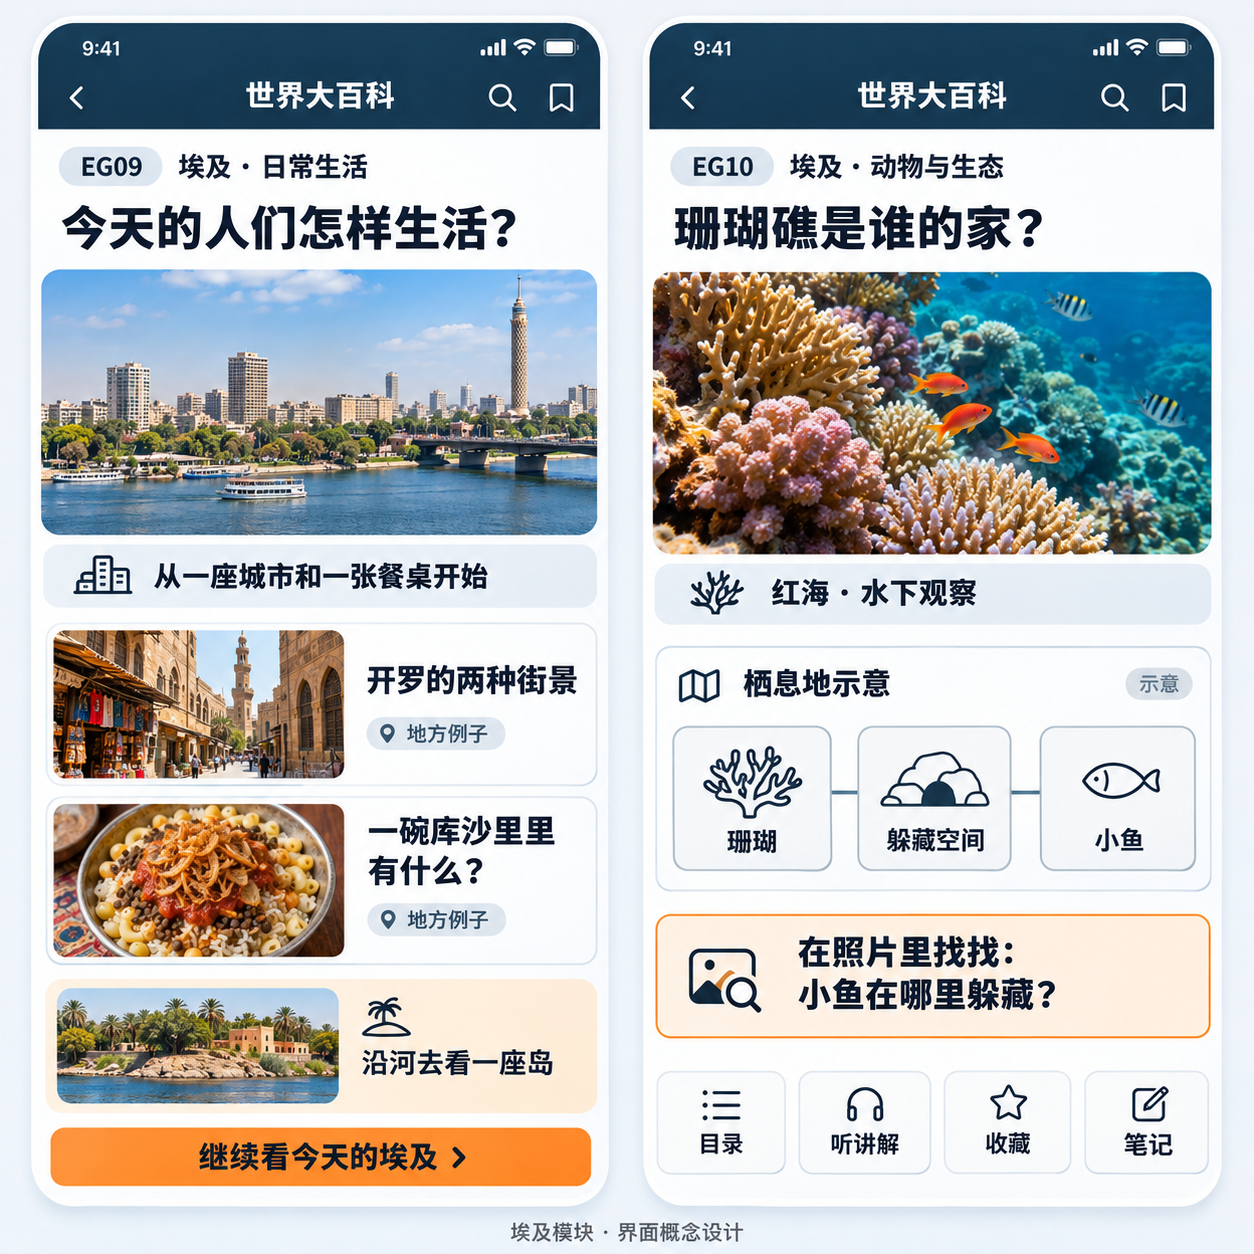 9:41
世界大百科
EG09 埃及·日常生活
今天的人们怎样生活？
从一座城市和一张餐桌开始
开罗的两种街景
地方例子
一碗库沙里里
有什么？
地方例子
沿河去看一座岛
继续看今天的埃及
9:41
世界大百科
EG10 埃及·动物与生态
珊瑚礁是谁的家？
红海·水下观察
栖息地示意
示意
珊瑚
躲藏空间
小鱼
在照片里找找：
小鱼在哪里躲藏？
目录
听讲解
收藏
笔记
埃及模块·界面概念设计